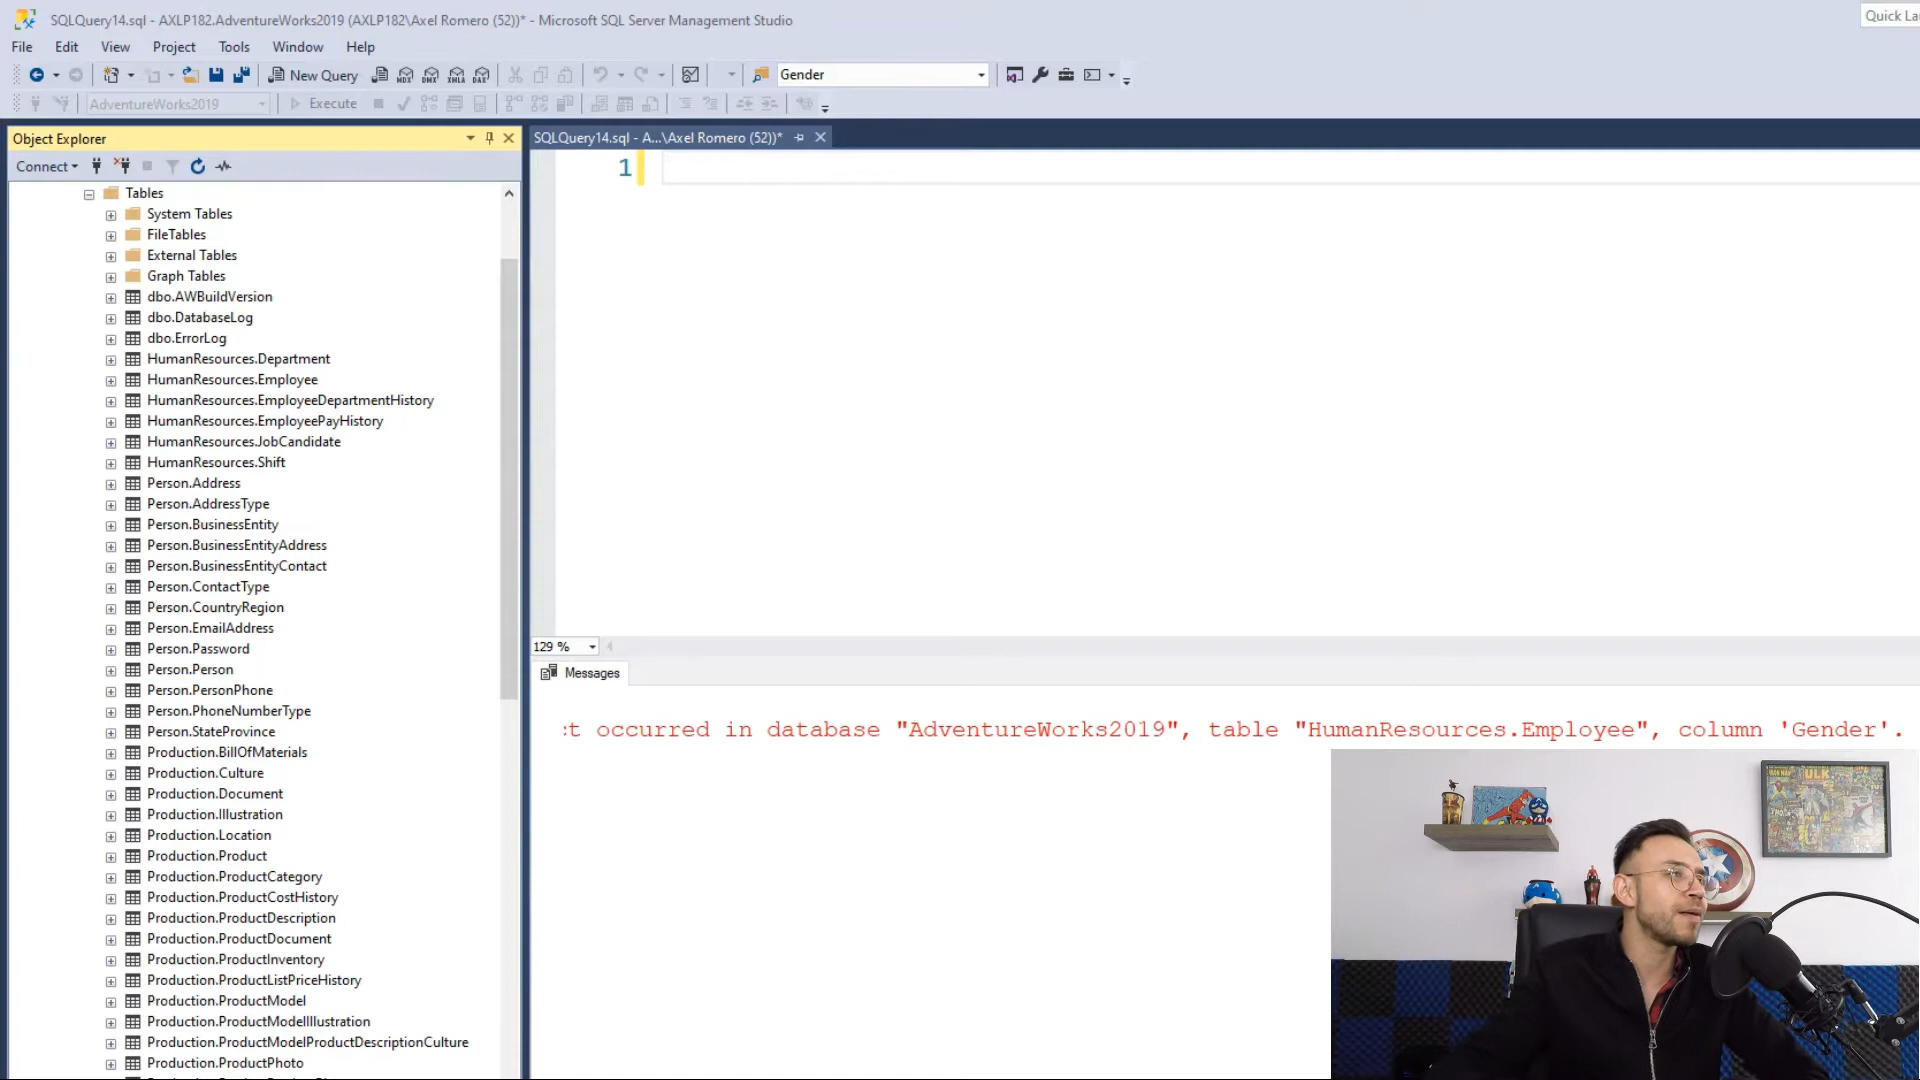 SQLQuery14.sql - AXLP182.AdventureWorks2019 (AXLP182\Axel Romero (52))* - Microsoft SQL Server Management Studio
Quick La
File Edit View Project Tools Window Help
New Query
MDX DMX XMLA DAX
Gender
AdventureWorks2019
Execute
Object Explorer
Connect
Tables
System Tables
FileTables
External Tables
Graph Tables
dbo.AWBuildVersion
dbo.DatabaseLog
dbo.ErrorLog
HumanResources.Department
HumanResources.Employee
HumanResources.EmployeeDepartmentHistory
HumanResources.EmployeePayHistory
HumanResources.JobCandidate
HumanResources.Shift
Person.Address
Person.AddressType
Person.BusinessEntity
Person.BusinessEntityAddress
Person.BusinessEntityContact
Person.ContactType
Person.CountryRegion
Person.EmailAddress
Person.Password
Person.Person
Person.PersonPhone
Person.PhoneNumberType
Person.StateProvince
Production.BillOfMaterials
Production.Culture
Production.Document
Production.Illustration
Production.Location
Production.Product
Production.ProductCategory
Production.ProductCostHistory
Production.ProductDescription
Production.ProductDocument
Production.ProductInventory
Production.ProductListPriceHistory
Production.ProductModel
Production.ProductModelIllustration
Production.ProductModelProductDescriptionCulture
Production.ProductPhoto
SQLQuery14.sql - A...\Axel Romero (52))*
1
129 %
Messages
t occurred in database "AdventureWorks2019", table "HumanResources.Employee", column 'Gender'.